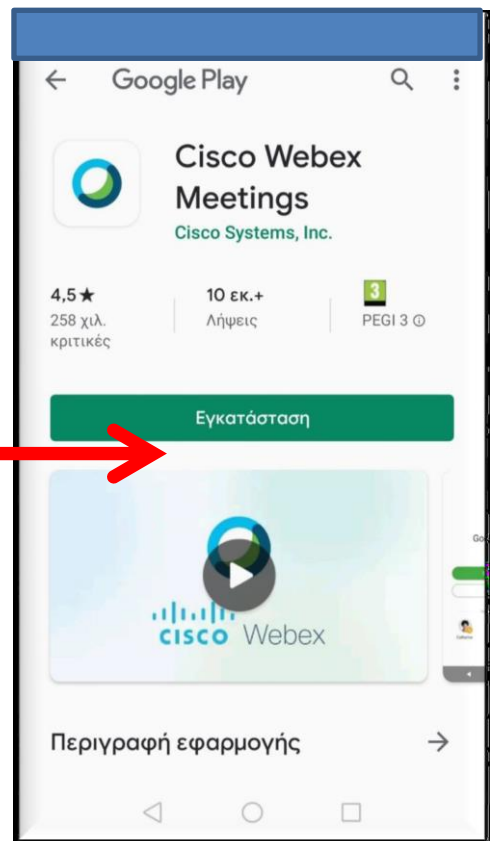 Google Play
Cisco Webex
Meetings
Cisco Systems, Inc.
4,5★
258 χιλ.
κριτικές
10 εκ.+
Λήψεις
3
PEGI 3
Εγκατάσταση
cisco Webex
Go
Περιγραφή εφαρμογής